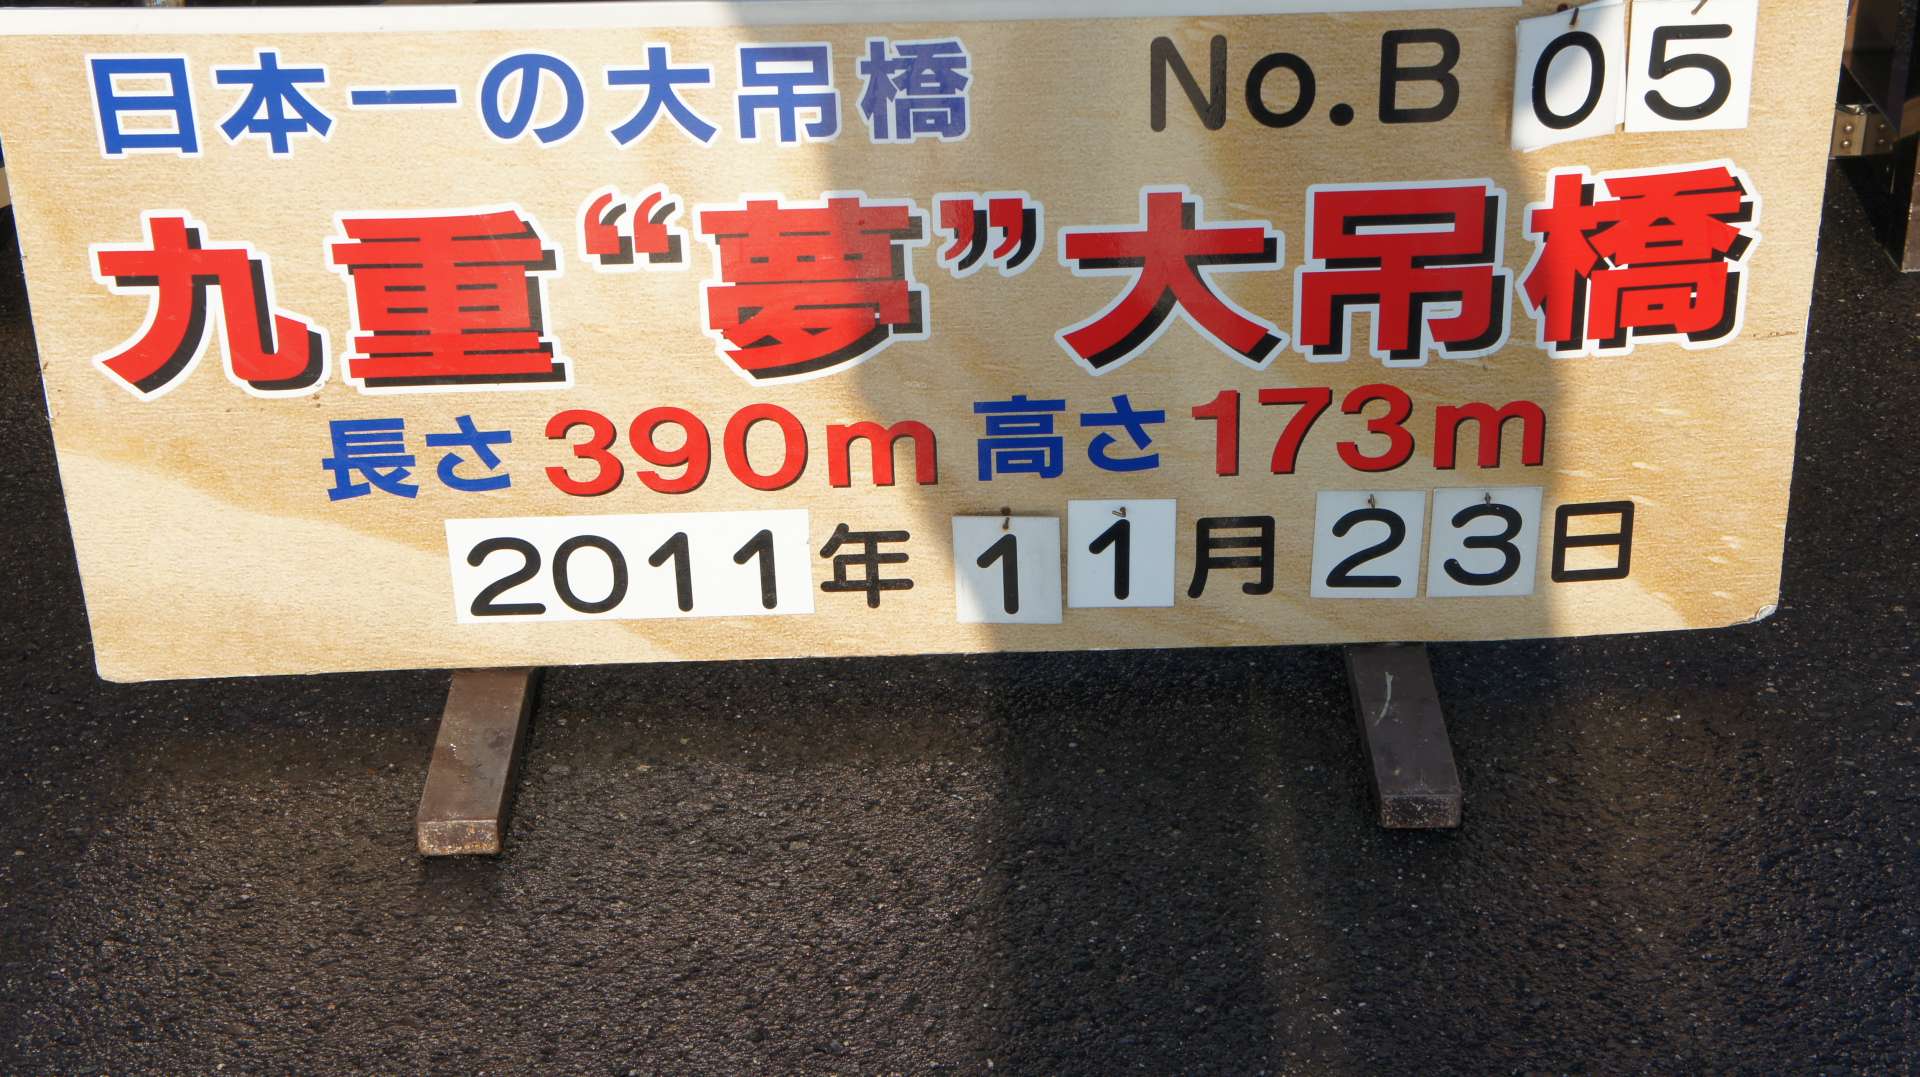 日本一の大吊橋 No.B 05
九重“夢”大吊橋
長さ390m 高さ173m
2011年 11月23日